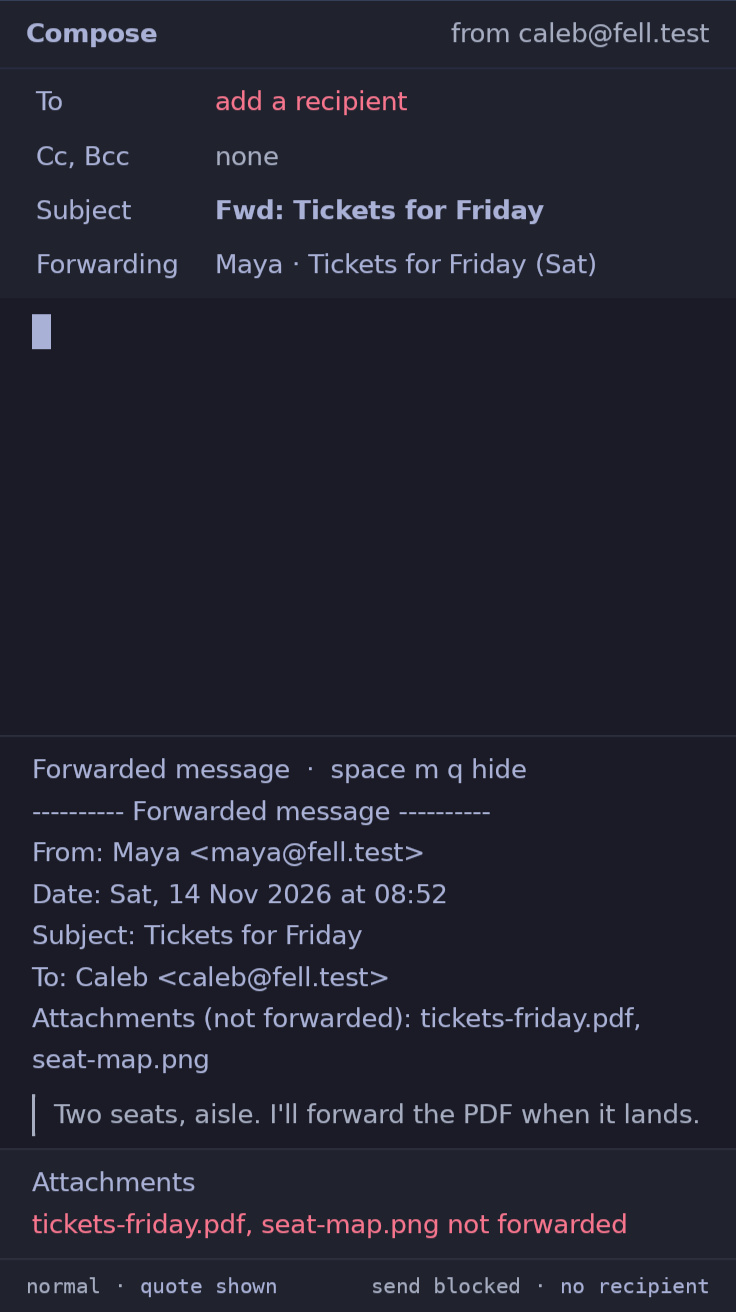 Compose from caleb@fell.test
To add a recipient
Cc, Bcc none
Subject Fwd: Tickets for Friday
Forwarding Maya · Tickets for Friday (Sat)
Forwarded message · space m q hide
---------- Forwarded message ----------
From: Maya <maya@fell.test>
Date: Sat, 14 Nov 2026 at 08:52
Subject: Tickets for Friday
To: Caleb <caleb@fell.test>
Attachments (not forwarded): tickets-friday.pdf,
seat-map.png
Two seats, aisle. I'll forward the PDF when it lands.
Attachments
tickets-friday.pdf, seat-map.png not forwarded
normal · quote shown send blocked · no recipient